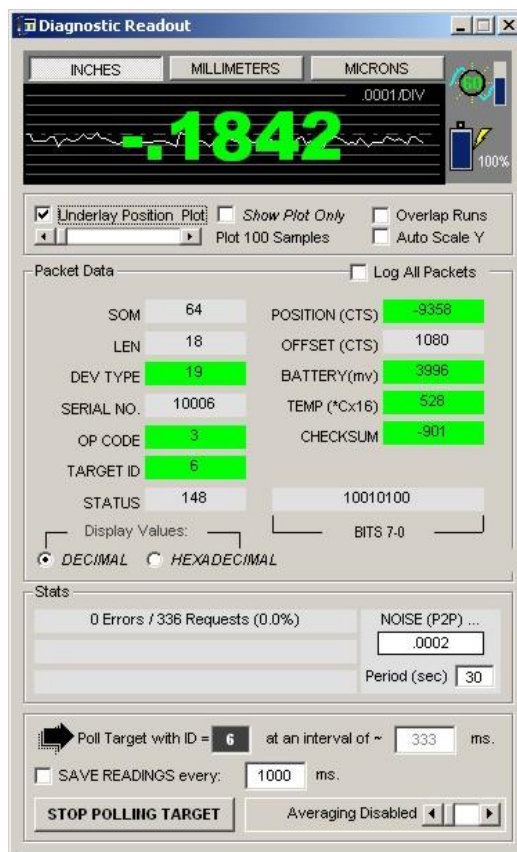 Diagnostic Readout
INCHES MILLIMETERS MICRONS
60
.0001/DIV
-.1842
100%
Underlay Position Plot Show Plot Only Overlap Runs
Plot 100 Samples Auto Scale Y
Packet Data Log All Packets
SOM 64 POSITION (CTS) -9358
LEN 18 OFFSET (CTS) 1080
DEV TYPE 19 BATTERY(mv) 3996
SERIAL NO. 10006 TEMP (*Cx16) 528
OP CODE 3 CHECKSUM -901
TARGET ID 6
STATUS 148 10010100
Display Values: BITS 7-0
DECIMAL HEXADECIMAL
Stats
0 Errors / 336 Requests (0.0%) NOISE (P2P) ...
.0002
Period (sec) 30
Poll Target with ID = 6 at an interval of ~ 333 ms.
SAVE READINGS every: 1000 ms.
STOP POLLING TARGET Averaging Disabled